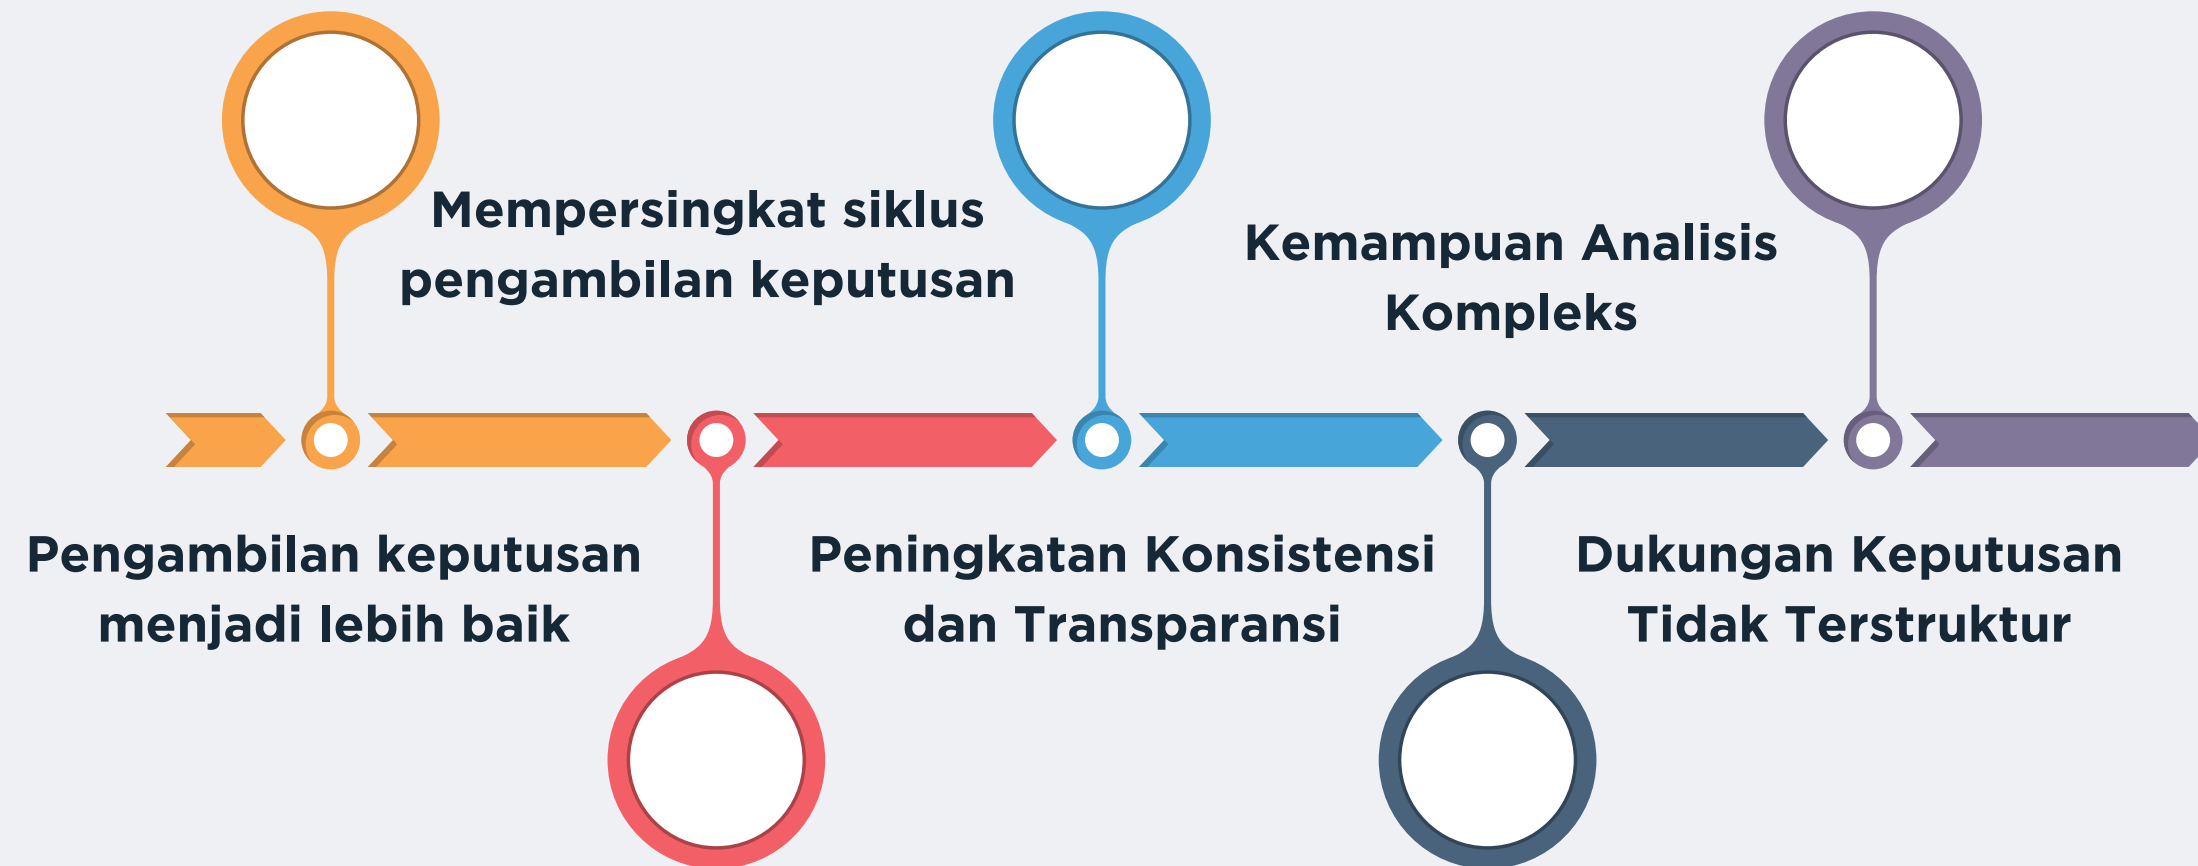 Mempersingkat siklus
pengambilan keputusan
Kemampuan Analisis
Kompleks
Pengambilan keputusan
menjadi lebih baik
Peningkatan Konsistensi
dan Transparansi
Dukungan Keputusan
Tidak Terstruktur